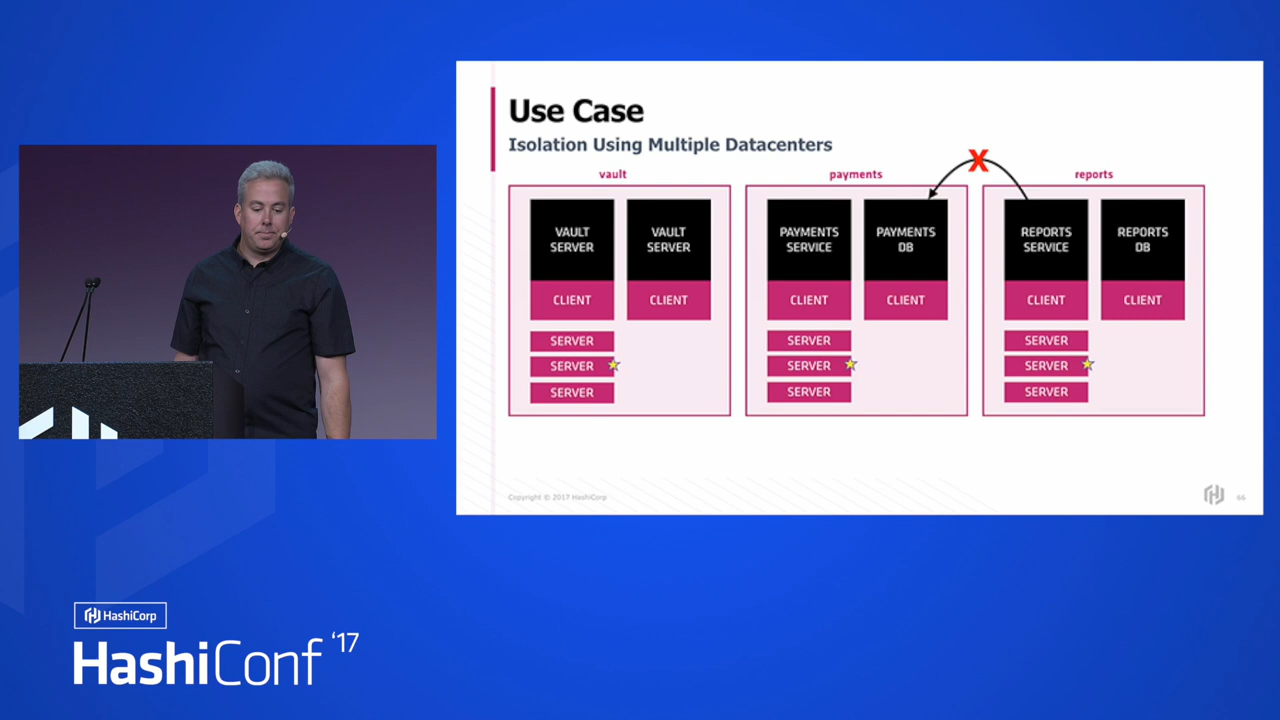 Use Case
Isolation Using Multiple Datacenters
vault
payments
X
reports
VAULT
SERVER
VAULT
SERVER
PAYMENTS
SERVICE
PAYMENTS
DB
REPORTS
SERVICE
REPORTS
DB
CLIENT
CLIENT
CLIENT
CLIENT
CLIENT
CLIENT
SERVER
SERVER
SERVER
SERVER
SERVER
SERVER
SERVER
SERVER
SERVER
Copyright © 2017 HashiCorp
66
HashiCorp
HashiConf '17